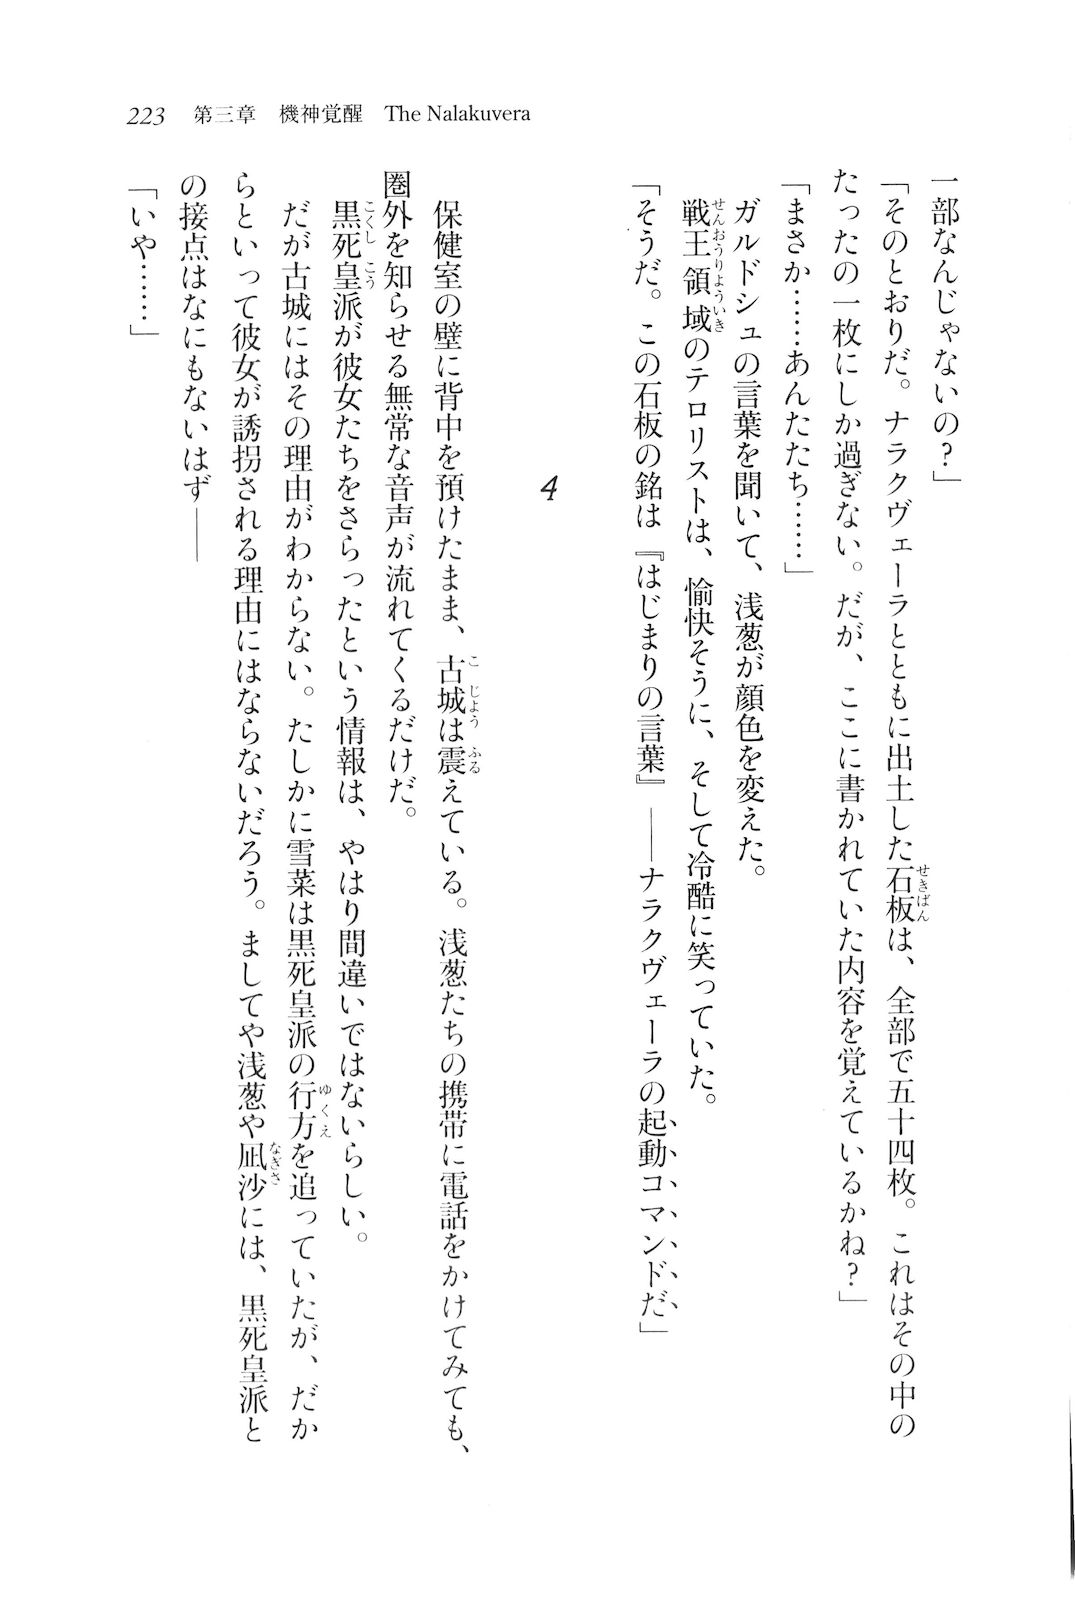 223　第三章　機神覚醒　The Nalakuvera
一部なんじゃないの？」
「そのとおりだ。ナラクヴェーラとともに出土した石板は、全部で五十四枚。これはその中の
たったの一枚にしか過ぎない。だが、ここに書かれていた内容を覚えているかね？」
「まさか……あんたたち……」
ガルドシュの言葉を聞いて、浅葱が顔色を変えた。
戦王領域のテロリストは、愉快そうに、そして冷酷に笑っていた。
「そうだ。この石板の銘は『はじまりの言葉』――ナラクヴェーラの起動コマンドだ」
4
保健室の壁に背中を預けたまま、古城は震えている。浅葱たちの携帯に電話をかけてみても、
圏外を知らせる無常な音声が流れてくるだけだ。
黒死皇派が彼女たちをさらったという情報は、やはり間違いではないらしい。
だが古城にはその理由がわからない。たしかに雪菜は黒死皇派の行方を追っていたが、だか
らといって彼女が誘拐される理由にはならないだろう。ましてや浅葱や凪沙には、黒死皇派と
の接点はなにもないはず――
「いや……」